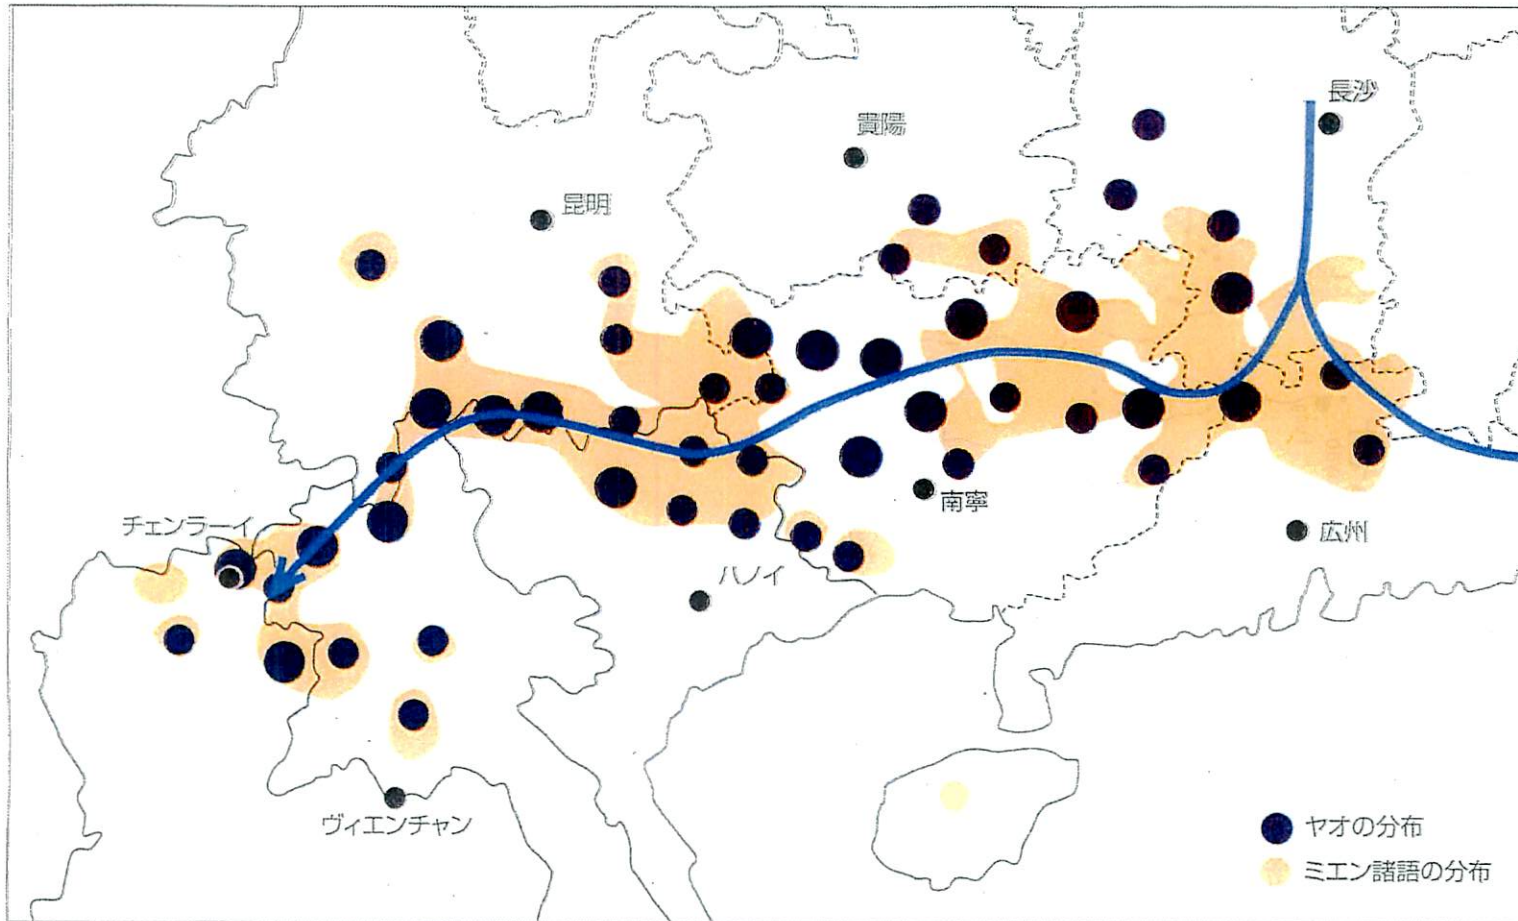 長沙
貴陽
昆明
南寧
チェンラーイ
広州
ハノイ
ヴィエンチャン
ヤオの分布
ミエン諸語の分布